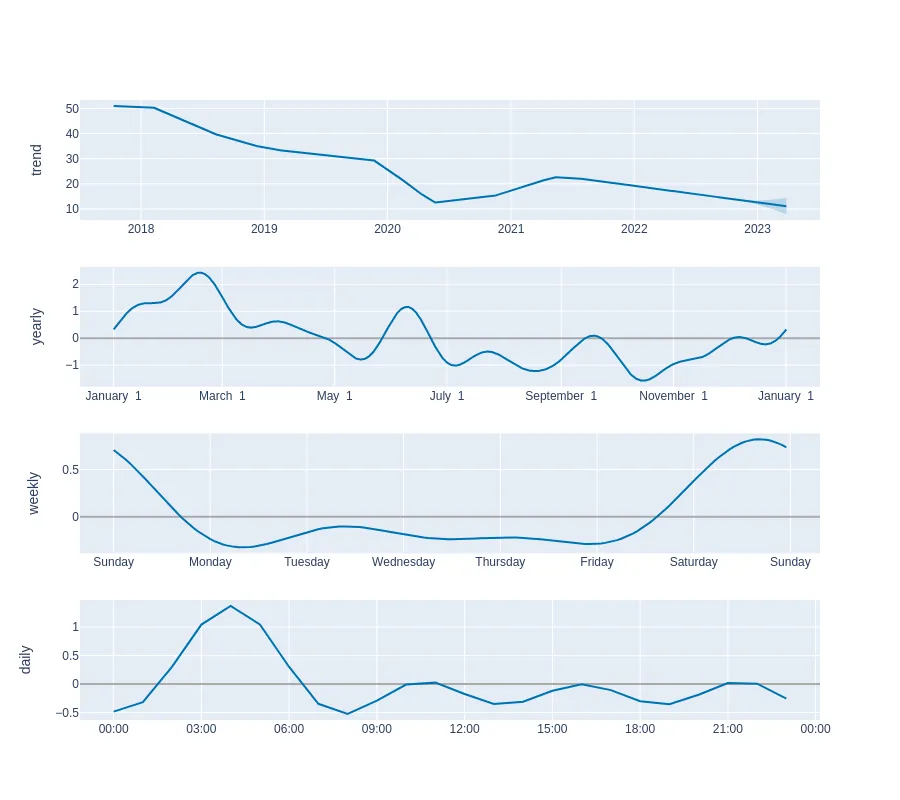 trend
50
40
30
20
10
2018 2019 2020 2021 2022 2023
yearly
2
1
0
−1
January 1 March 1 May 1 July 1 September 1 November 1 January 1
weekly
0.5
0
Sunday Monday Tuesday Wednesday Thursday Friday Saturday Sunday
daily
1
0.5
0
−0.5
00:00 03:00 06:00 09:00 12:00 15:00 18:00 21:00 00:00